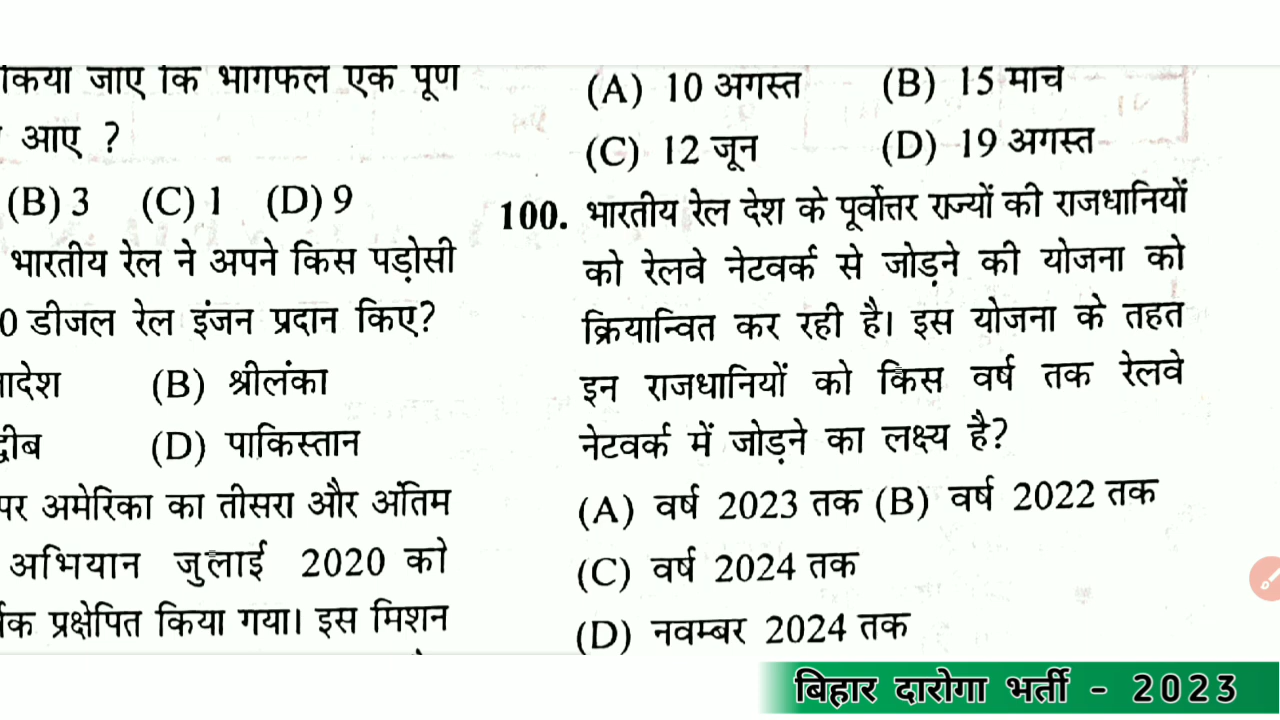 किया जाए कि भागफल एक पूर्ण
आए ?
(B) 3 (C) 1 (D) 9
भारतीय रेल ने अपने किस पड़ोसी
0 डीजल रेल इंजन प्रदान किए?
(B) श्रीलंका
(D) पाकिस्तान
पर अमेरिका का तीसरा और अंतिम
अभियान जुलाई 2020 को
प्रक्षेपित किया गया। इस मिशन
(A) 10 अगस्त (B) 15 मार्च
(C) 12 जून (D) 19 अगस्त
100. भारतीय रेल देश के पूर्वोत्तर राज्यों की राजधानियों
को रेलवे नेटवर्क से जोड़ने की योजना को
क्रियान्वित कर रही है। इस योजना के तहत
इन राजधानियों को किस वर्ष तक रेलवे
नेटवर्क में जोड़ने का लक्ष्य है?
(A) वर्ष 2023 तक (B) वर्ष 2022 तक
(C) वर्ष 2024 तक
(D) नवम्बर 2024 तक
बिहार दारोगा भर्ती - 2023